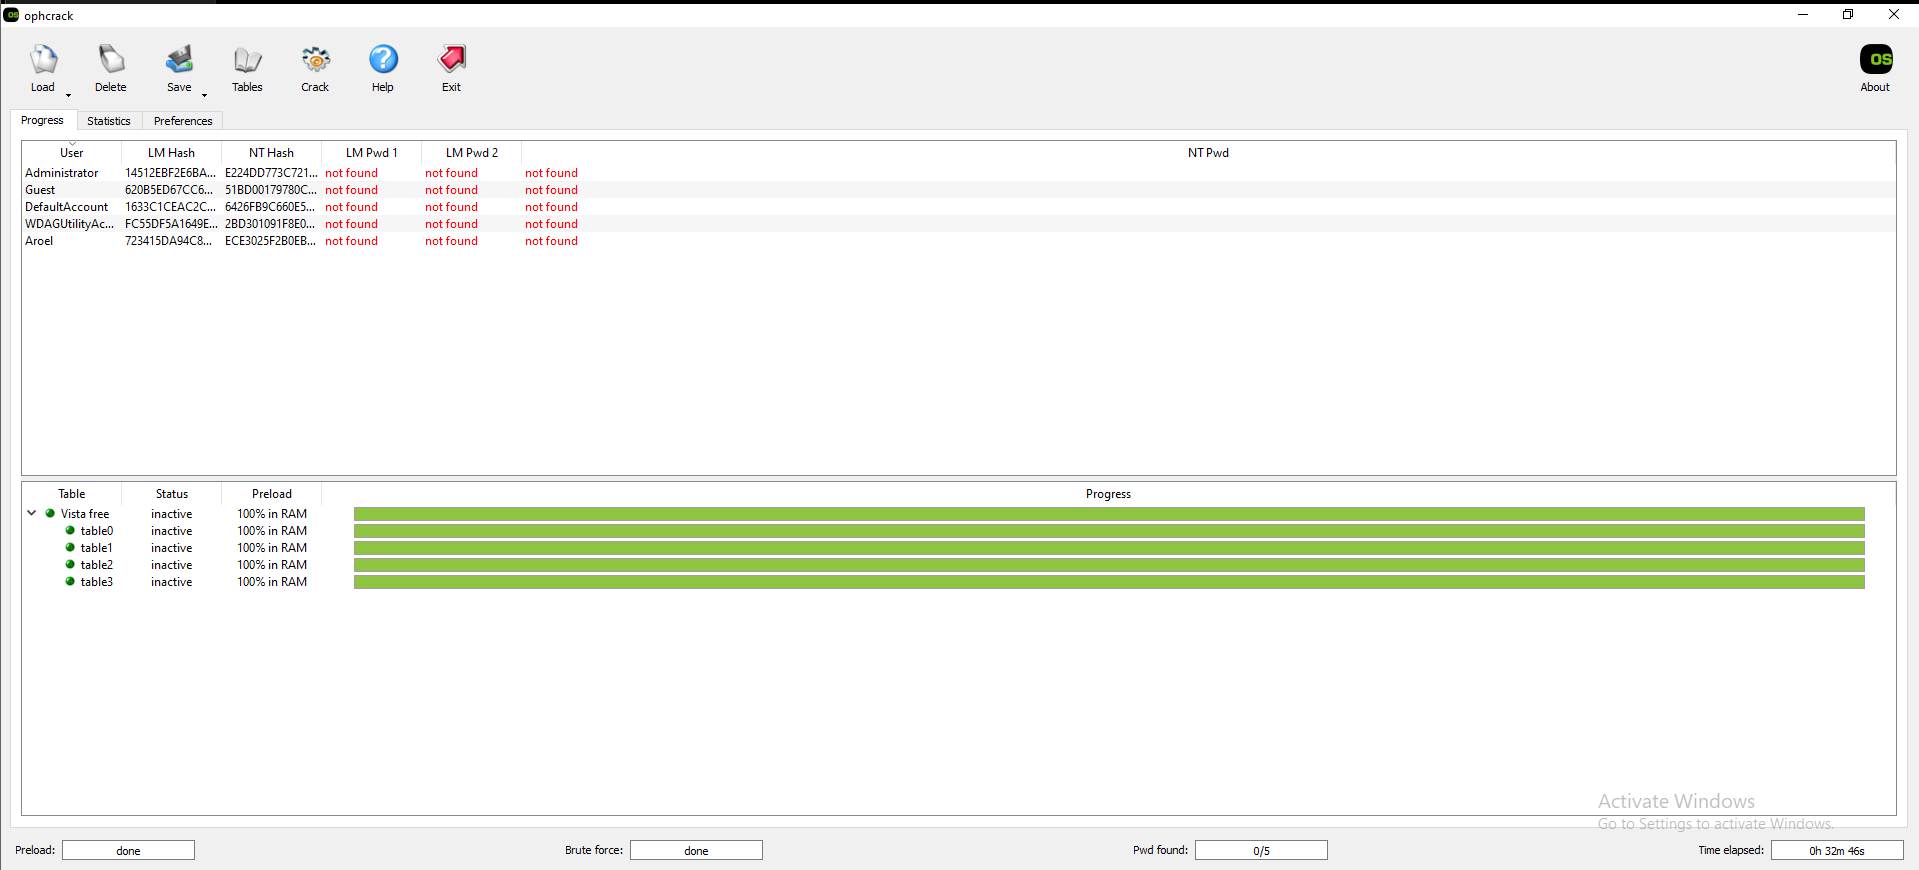 OS ophcrack
Load Delete Save Tables Crack Help Exit OS About
Progress Statistics Preferences
User LM Hash NT Hash LM Pwd 1 LM Pwd 2 NT Pwd
Administrator 14512EBF2E6BA... E224DD773C721... not found not found not found
Guest 620B5ED67CC6... 51BD00179780C... not found not found not found
DefaultAccount 1633C1CEAC2C... 6426FB9C660E5... not found not found not found
WDAGUtilityAc... FC55DF5A1649E... 2BD301091F8E0... not found not found not found
Aroel 723415DA94C8... ECE3025F2B0EB... not found not found not found
Table Status Preload Progress
Vista free inactive 100% in RAM
table0 inactive 100% in RAM
table1 inactive 100% in RAM
table2 inactive 100% in RAM
table3 inactive 100% in RAM
Activate Windows
Go to Settings to activate Windows.
Preload: done Brute force: done Pwd found: 0/5 Time elapsed: 0h 32m 46s